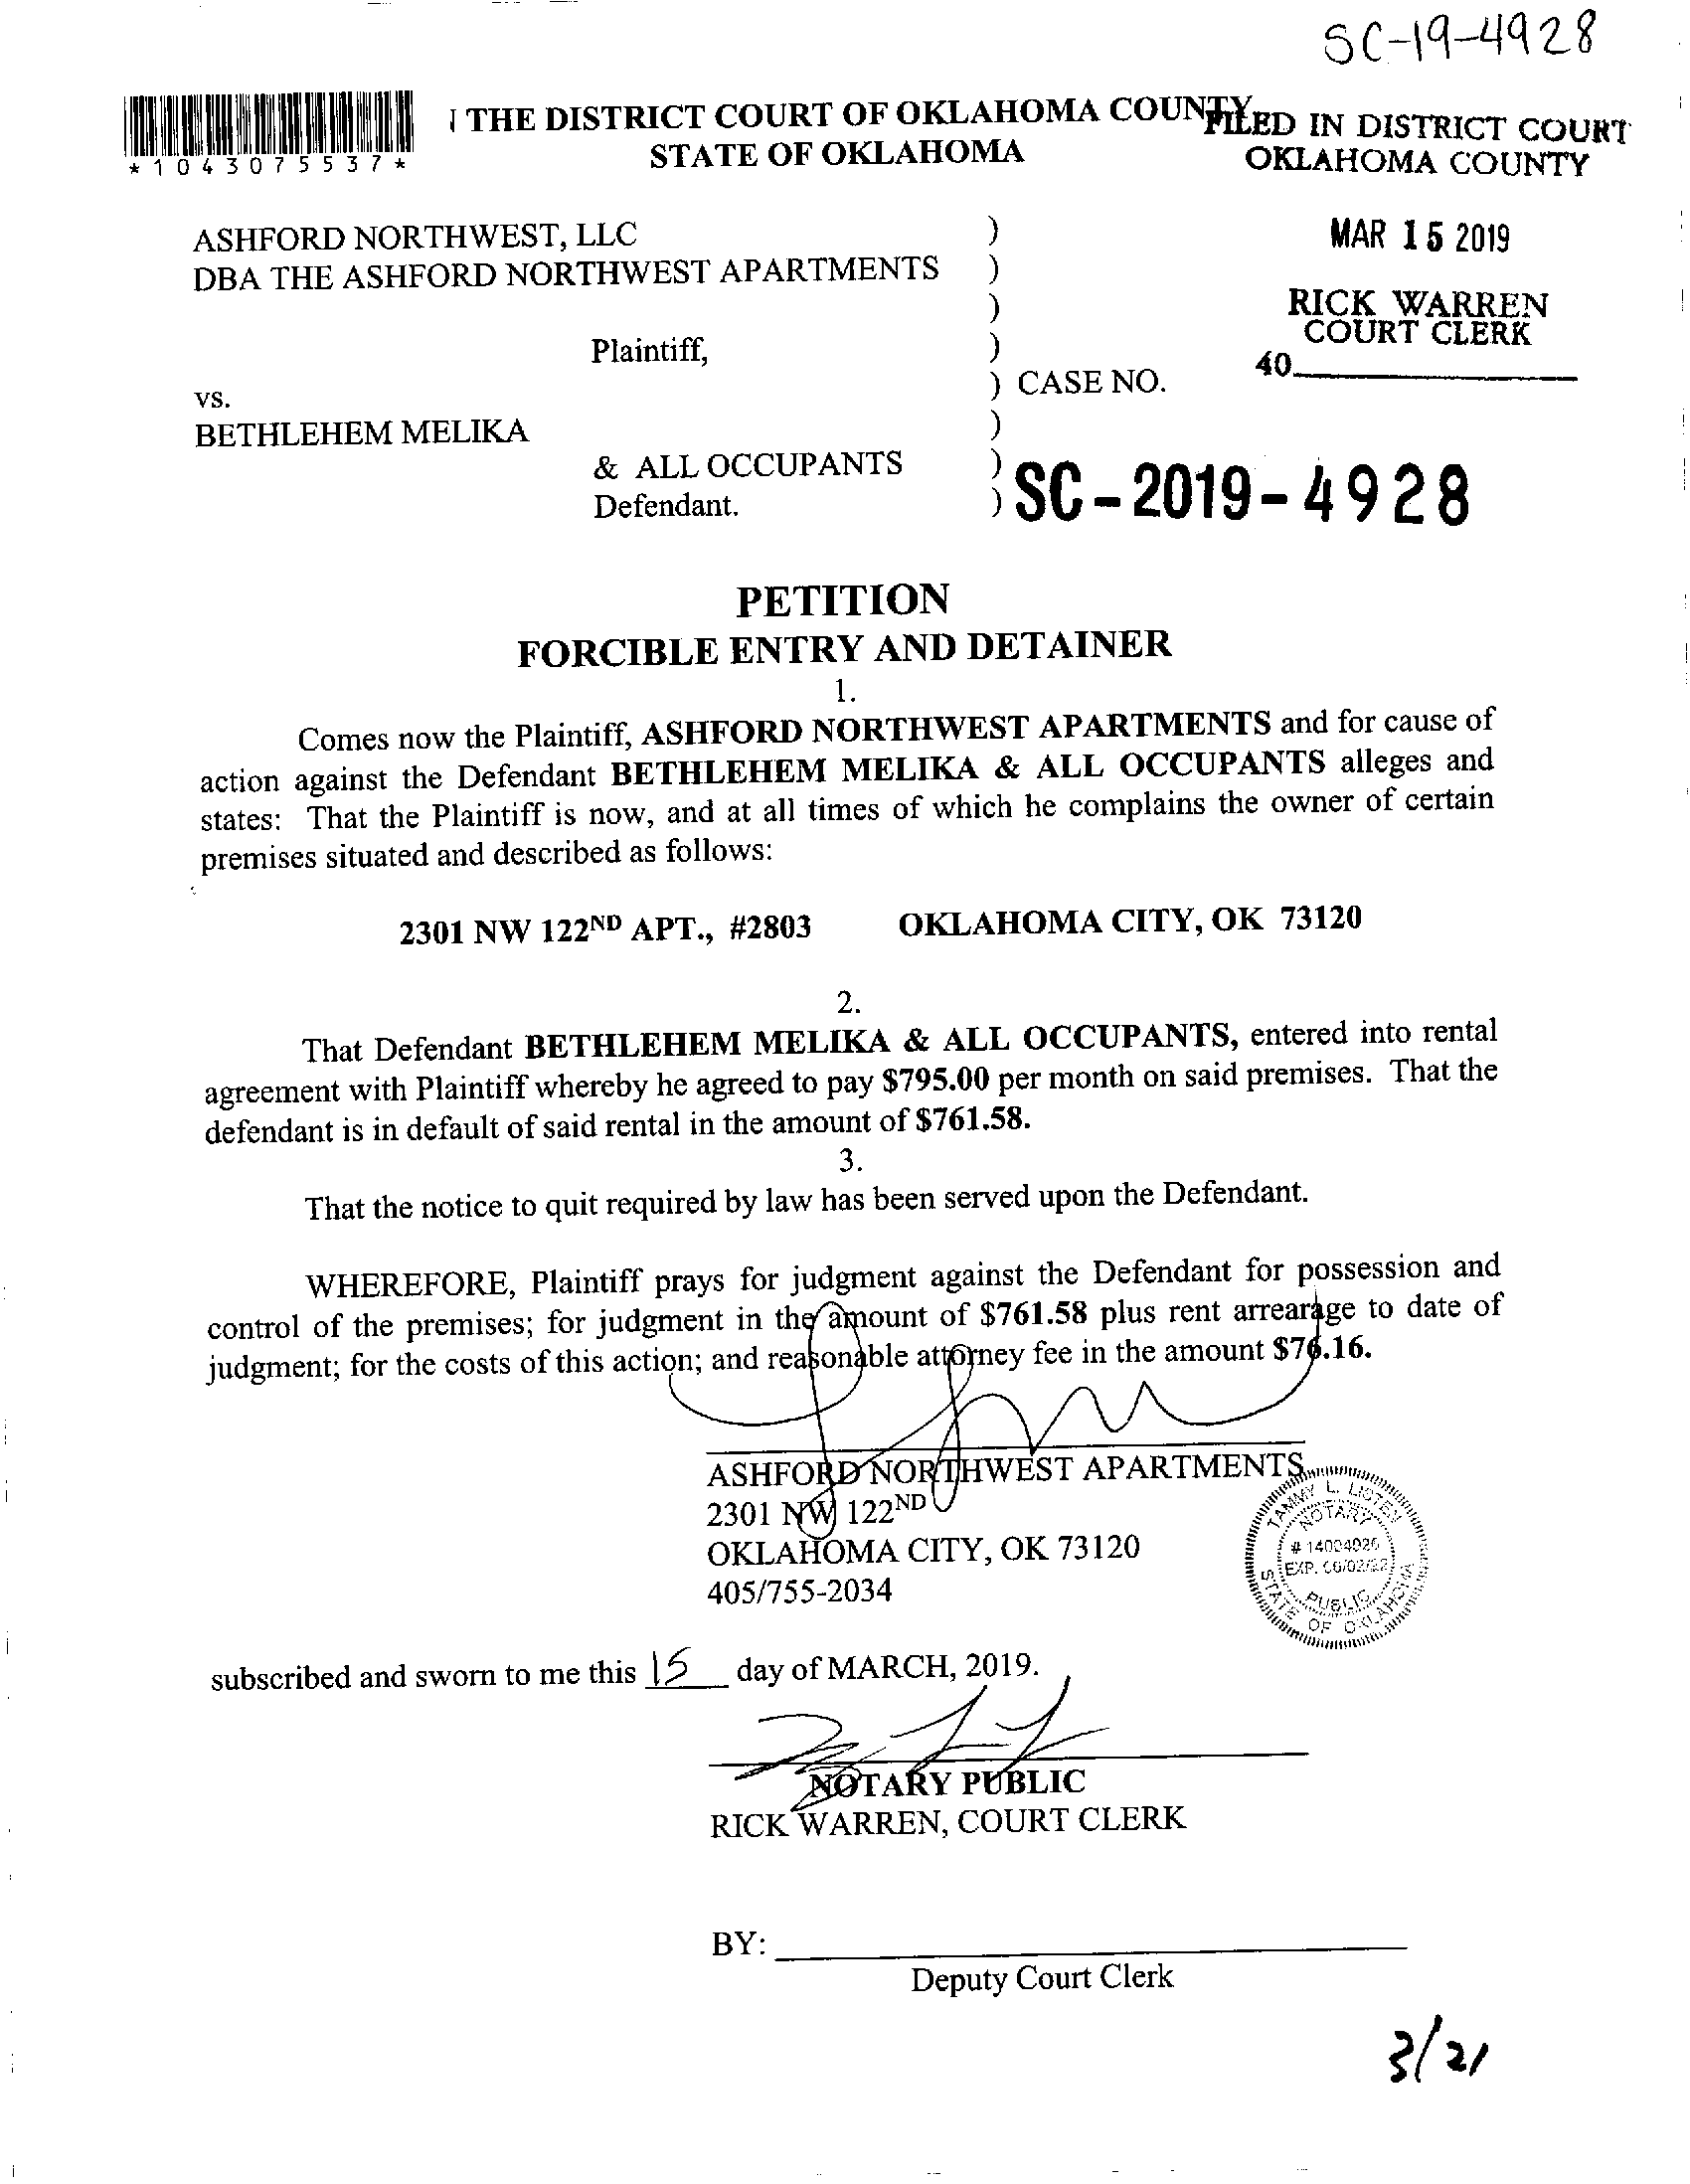 SC-19-4928
THE DISTRICT COURT OF OKLAHOMA COUNTY
STATE OF OKLAHOMA
*1043075537*
FILED IN DISTRICT COURT
OKLAHOMA COUNTY
MAR 15 2019
RICK WARREN
COURT CLERK
40
ASHFORD NORTHWEST, LLC )
DBA THE ASHFORD NORTHWEST APARTMENTS )
)
Plaintiff, )
vs. ) CASE NO.
BETHLEHEM MELIKA )
& ALL OCCUPANTS )
Defendant. ) SC-2019-4928
PETITION
FORCIBLE ENTRY AND DETAINER
1.
Comes now the Plaintiff, ASHFORD NORTHWEST APARTMENTS and for cause of
action against the Defendant BETHLEHEM MELIKA & ALL OCCUPANTS alleges and
states: That the Plaintiff is now, and at all times of which he complains the owner of certain
premises situated and described as follows:
2301 NW 122ND APT., #2803 OKLAHOMA CITY, OK 73120
2.
That Defendant BETHLEHEM MELIKA & ALL OCCUPANTS, entered into rental
agreement with Plaintiff whereby he agreed to pay $795.00 per month on said premises. That the
defendant is in default of said rental in the amount of $761.58.
3.
That the notice to quit required by law has been served upon the Defendant.
WHEREFORE, Plaintiff prays for judgment against the Defendant for possession and
control of the premises; for judgment in the amount of $761.58 plus rent arrearage to date of
judgment; for the costs of this action; and reasonable attorney fee in the amount $76.16.
ASHFORD NORTHWEST APARTMENTS
2301 NW 122ND
OKLAHOMA CITY, OK 73120
405/755-2034
TAMMY L.
NOTARY
PUBLIC
STATE OF OKLAHOMA
subscribed and sworn to me this 15 day of MARCH, 2019.
NOTARY PUBLIC
RICK WARREN, COURT CLERK
BY:
Deputy Court Clerk
3/21